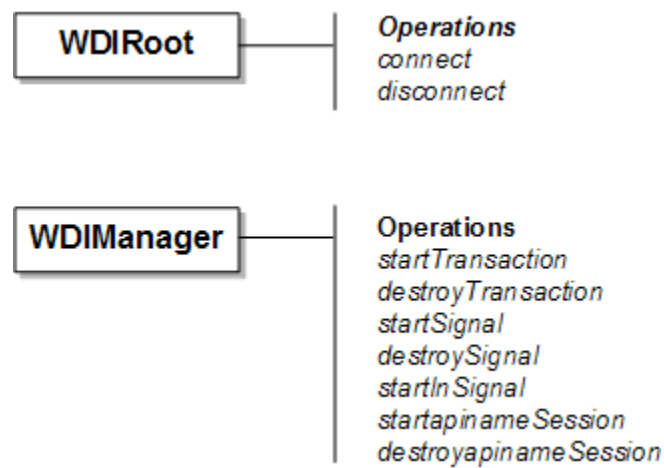 WDIRoot
Operations
connect
disconnect
WDIManager
Operations
startTransaction
destroyTransaction
startSignal
destroySignal
startInSignal
startapinameSession
destroyapinameSession